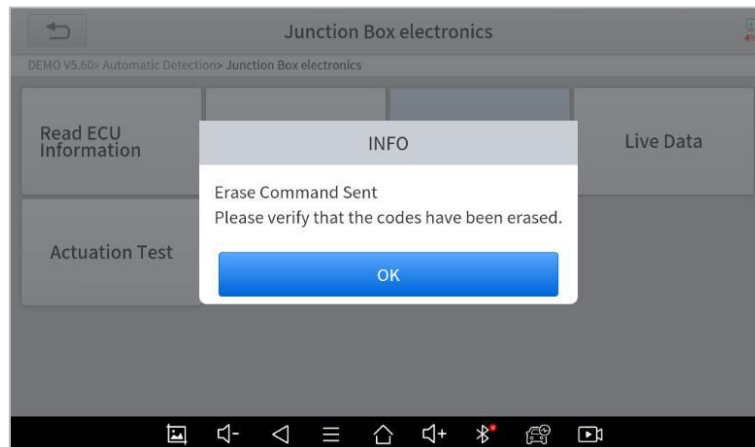 Junction Box electronics
4%
DEMO V5.60> Automatic Detection> Junction Box electronics
Read ECU
Information
Live Data
INFO
Erase Command Sent
Please verify that the codes have been erased.
OK
Actuation Test